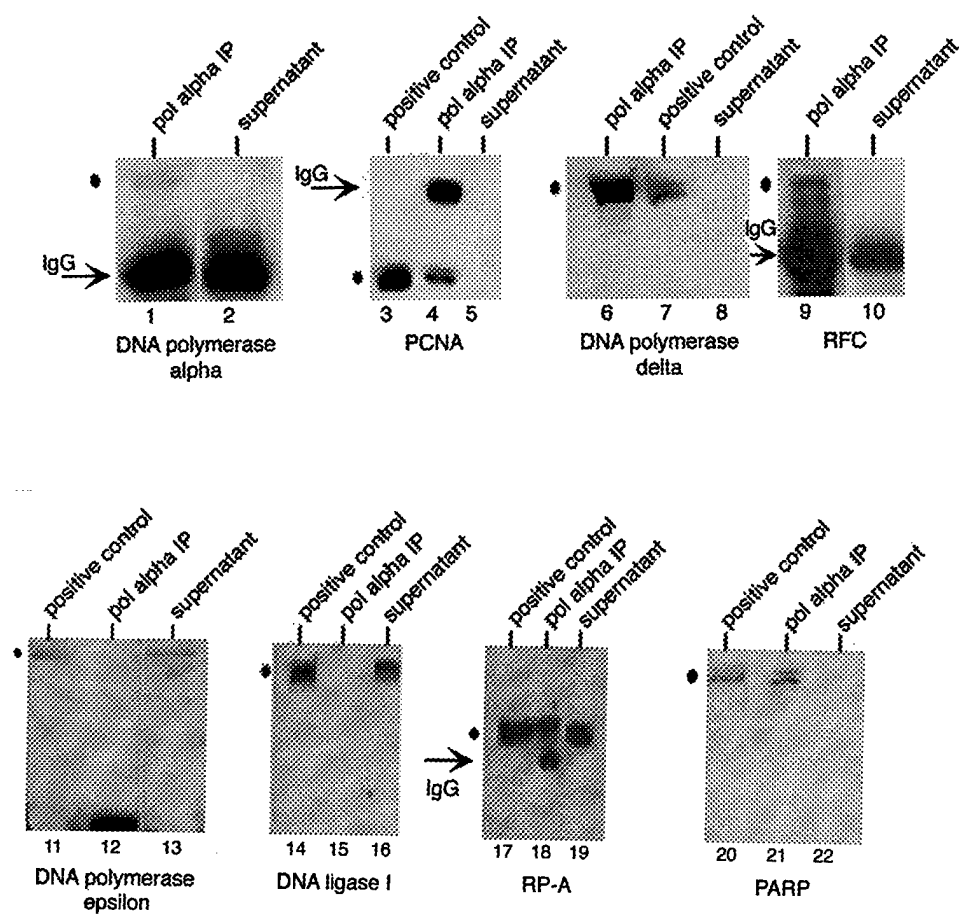 pol alpha IP
supernatant
positive control
pol alpha IP
supernatant
pol alpha IP
positive control
supernatant
pol alpha IP
supernatant
IgG
IgG
IgG
1 2
3 4 5
6 7 8
9 10
DNA polymerase
alpha
PCNA
DNA polymerase
delta
RFC
positive control
pol alpha IP
supernatant
positive control
pol alpha IP
supernatant
positive control
pol alpha IP
supernatant
positive control
pol alpha IP
supernatant
IgG
11 12 13
14 15 16
17 18 19
20 21 22
DNA polymerase
epsilon
DNA ligase I
RP-A
PARP